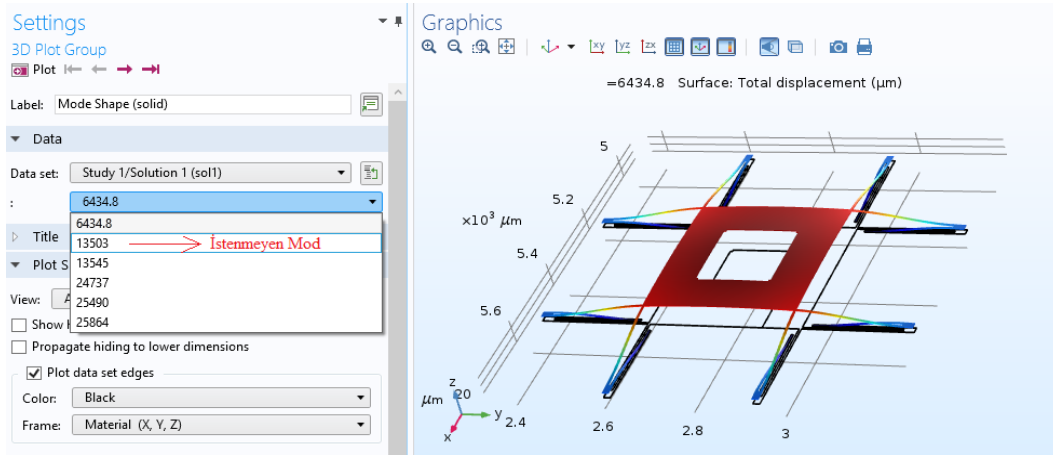 Settings
3D Plot Group
Plot
Label: Mode Shape (solid)
Data
Data set: Study 1/Solution 1 (sol1)
: 6434.8
6434.8
13503 İstenmeyen Mod
13545
24737
25490
25864
Title
Plot S
View: A
Show
Propagate hiding to lower dimensions
Plot data set edges
Color: Black
Frame: Material (X, Y, Z)
Graphics
xy yz zx
=6434.8 Surface: Total displacement (μm)
5
5.2
×10³ μm
5.4
5.6
z
μm 20
y 2.4
x
2.6
2.8
3